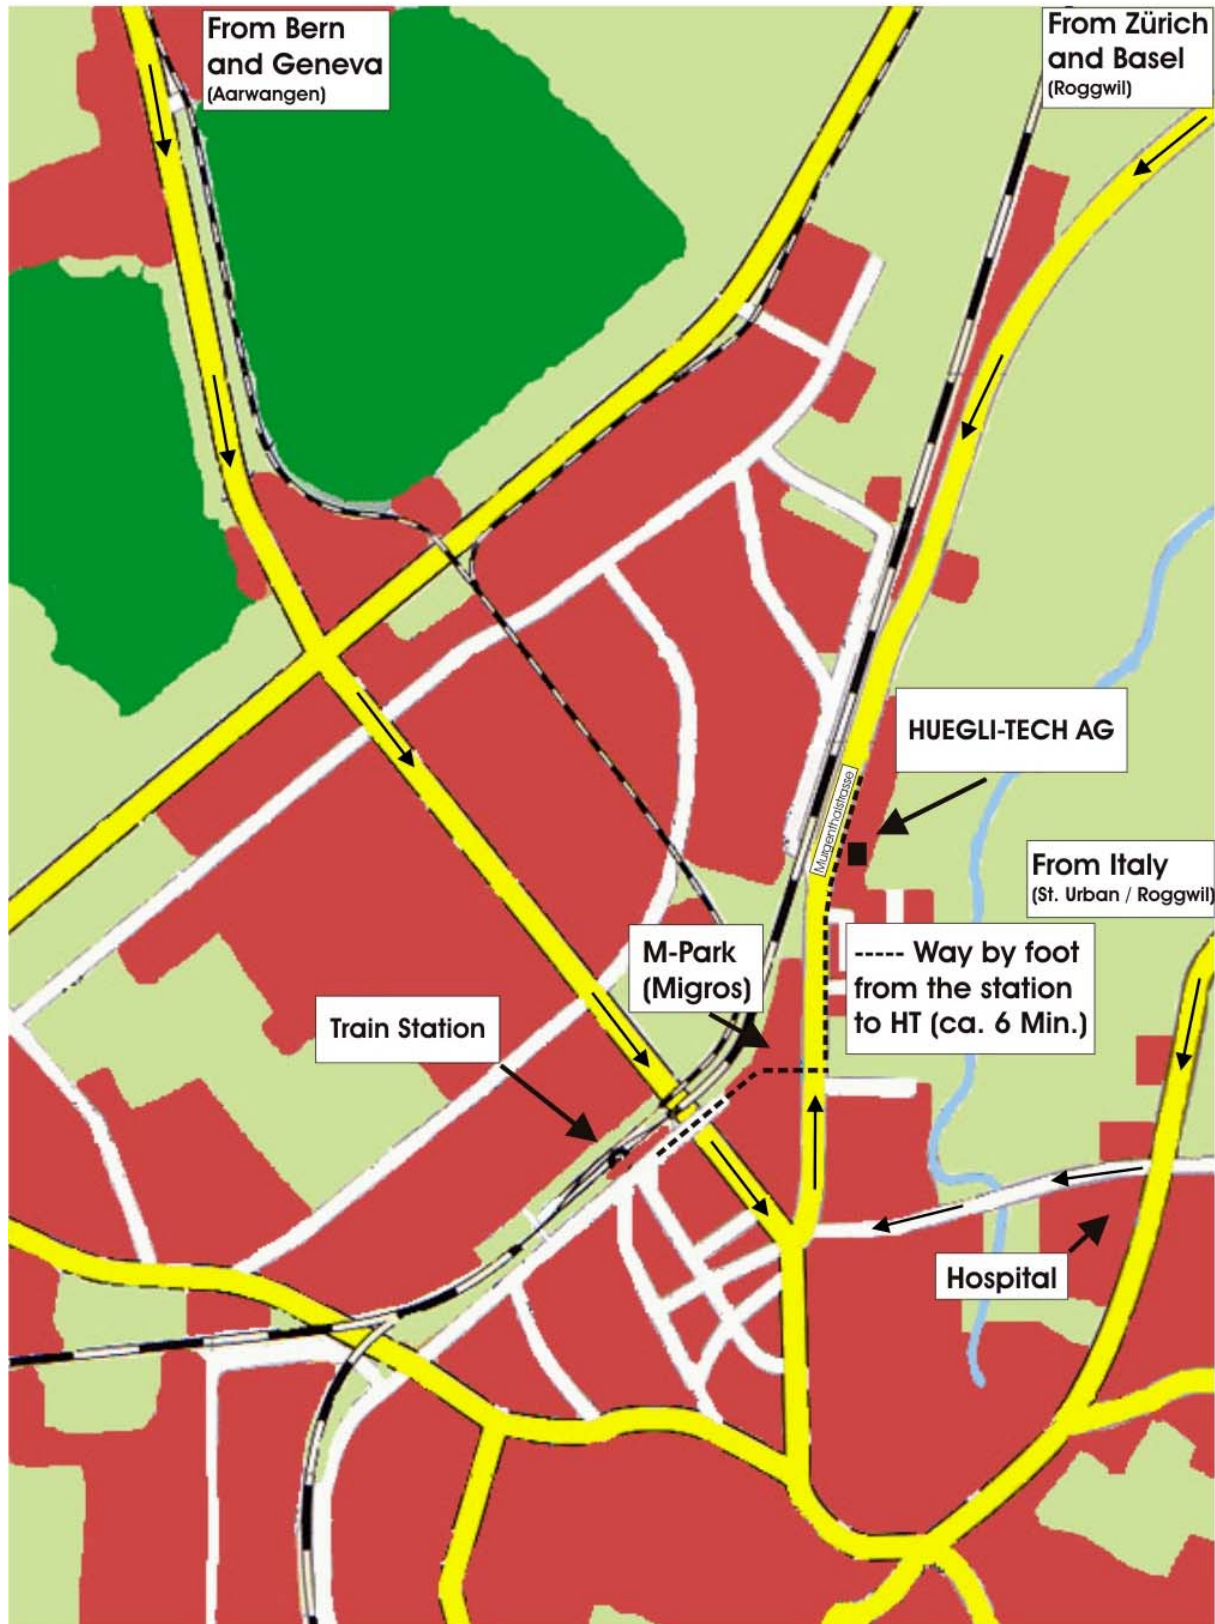 From Bern
and Geneva
(Aarwangen)
From Zürich
and Basel
(Roggwil)
HUEGLI-TECH AG
Murgenthalstrasse
From Italy
(St. Urban / Roggwil)
M-Park
(Migros)
----- Way by foot
from the station
to HT (ca. 6 Min.)
Train Station
Hospital